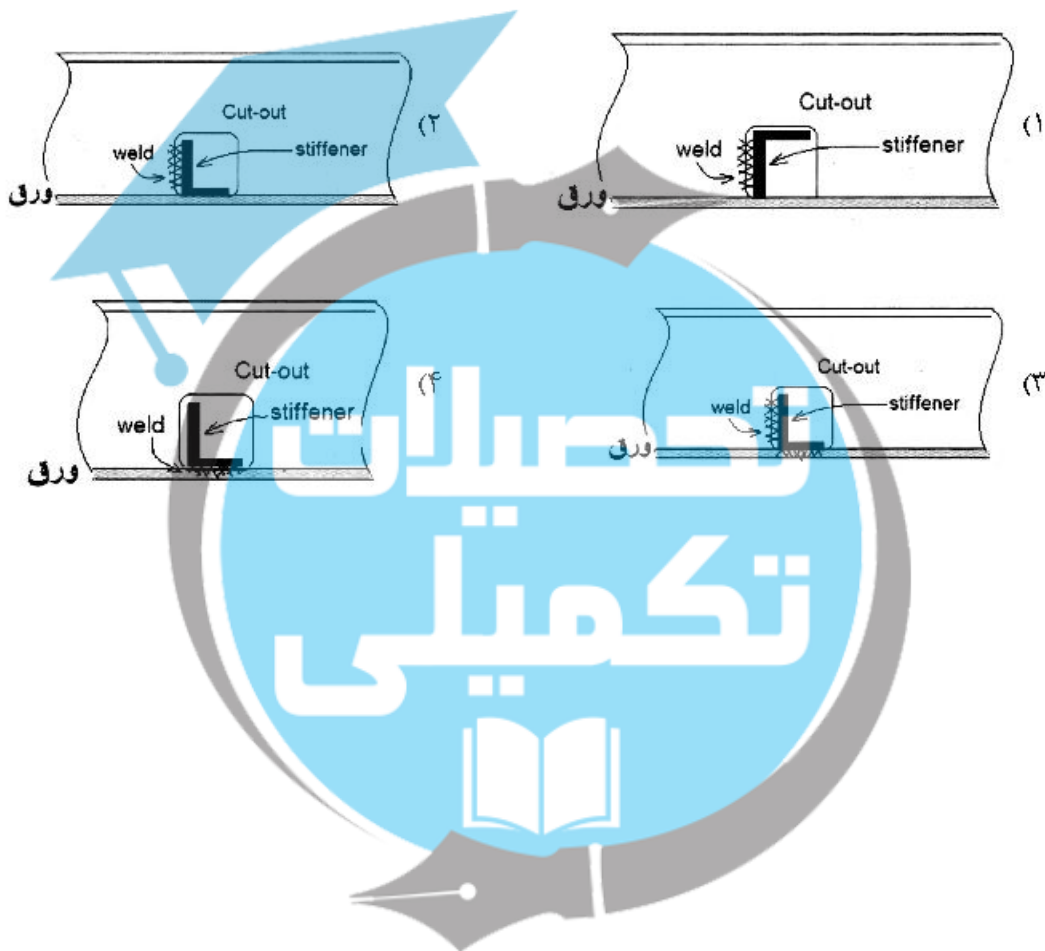 ۱)
Cut-out
weld
stiffener
ورق
۲)
Cut-out
weld
stiffener
ورق
۳)
Cut-out
weld
stiffener
ورق
۴)
Cut-out
weld
stiffener
ورق
تحصیلات
تکمیلی